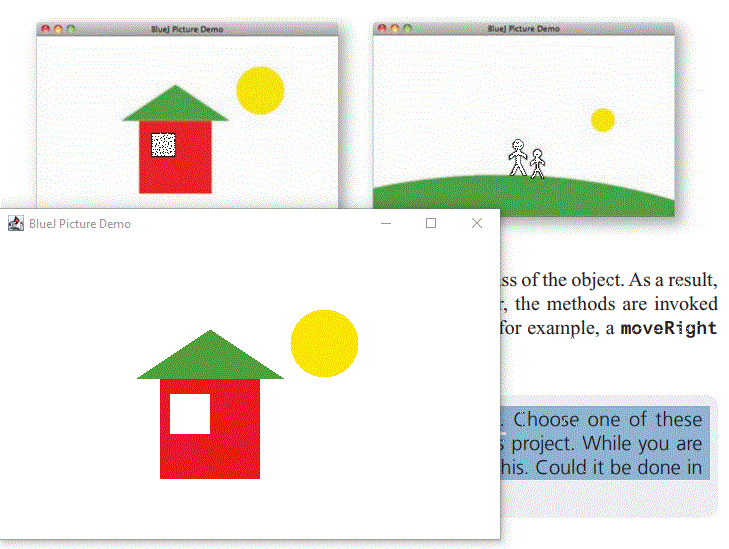 BlueJ Picture Demo
BlueJ Picture Demo
BlueJ Picture Demo
of the object. As a result,
the methods are invoked
for example, a moveRight
. Choose one of these
project. While you are
his. Could it be done in